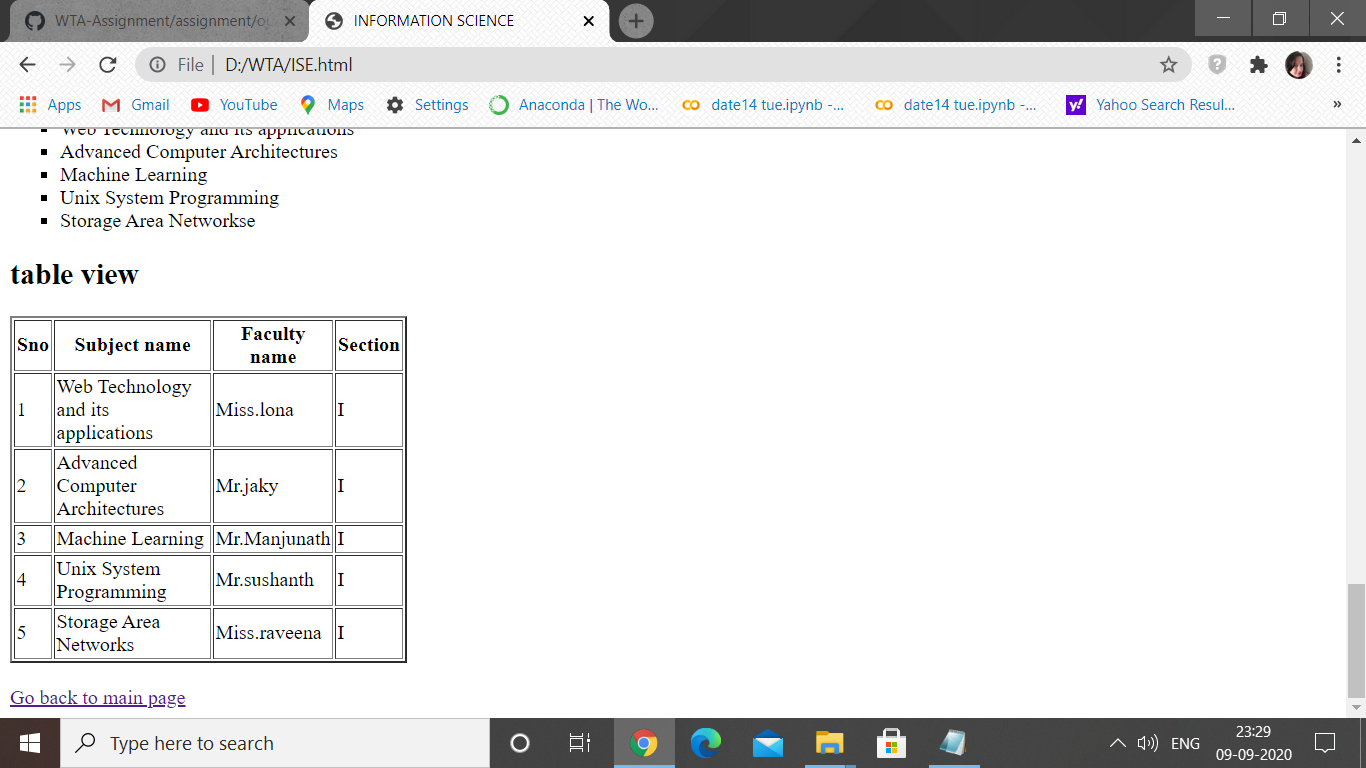 WTA-Assignment/assignment/ou
INFORMATION SCIENCE
File | D:/WTA/ISE.html
Apps Gmail YouTube Maps Settings Anaconda | The Wo... date14 tue.ipynb -... date14 tue.ipynb -... Yahoo Search Resul... »
Web Technology and its applications
Advanced Computer Architectures
Machine Learning
Unix System Programming
Storage Area Networkse
table view
Sno Subject name Faculty name Section
1 Web Technology and its applications Miss.lona I
2 Advanced Computer Architectures Mr.jaky I
3 Machine Learning Mr.Manjunath I
4 Unix System Programming Mr.sushanth I
5 Storage Area Networks Miss.raveena I
Go back to main page
Type here to search
ENG
23:29
09-09-2020